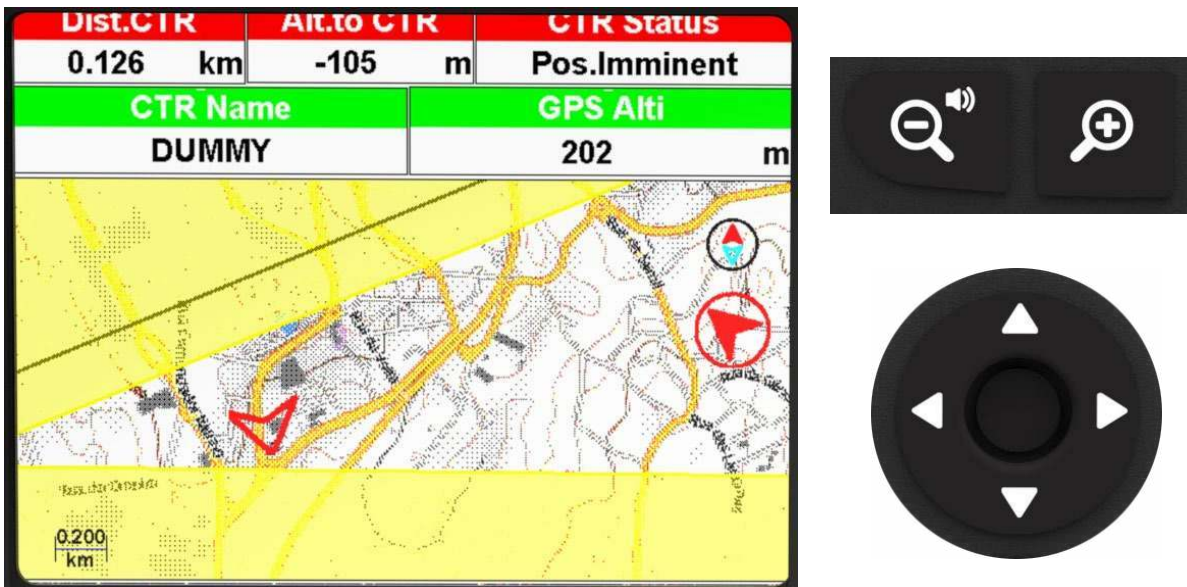 Dist.CTR Alt.to CTR CTR Status
0.126 km -105 m Pos.Imminent
CTR Name GPS Alti
DUMMY 202 m
0.200
km